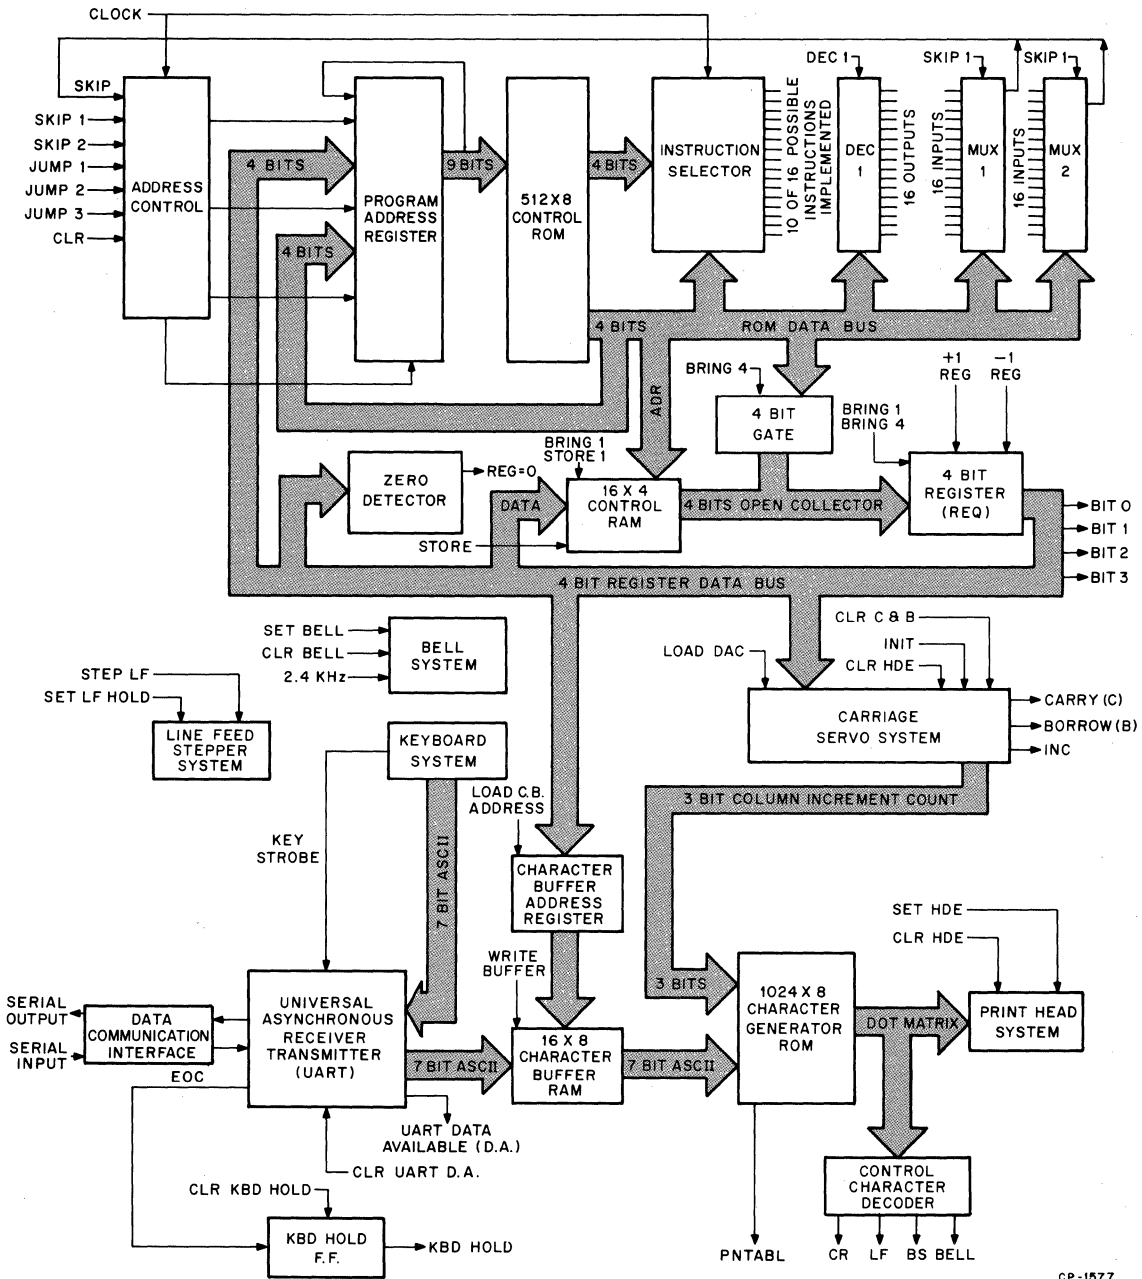 CLOCK
SKIP
SKIP 1
SKIP 2
JUMP 1
JUMP 2
JUMP 3
CLR
ADDRESS
CONTROL
4 BITS
4 BITS
PROGRAM
ADDRESS
REGISTER
9 BITS
512X8
CONTROL
ROM
4 BITS
INSTRUCTION
SELECTOR
10 OF 16 POSSIBLE
INSTRUCTIONS
IMPLEMENTED
DEC 1
DEC
1
16 OUTPUTS
SKIP 1
16 INPUTS
MUX
1
SKIP 1
16 INPUTS
MUX
2
4 BITS
ROM DATA BUS
ADR
BRING 4
4 BIT
GATE
+1
REG
-1
REG
BRING 1
BRING 4
4 BIT
REGISTER
(REQ)
BIT 0
BIT 1
BIT 2
BIT 3
ZERO
DETECTOR
REG=0
BRING 1
STORE 1
DATA
16 X 4
CONTROL
RAM
STORE
4 BITS OPEN COLLECTOR
4 BIT REGISTER DATA BUS
SET BELL
CLR BELL
2.4 KHz
BELL
SYSTEM
STEP LF
SET LF HOLD
LINE FEED
STEPPER
SYSTEM
LOAD DAC
CLR C & B
INIT
CLR HDE
CARRIAGE
SERVO SYSTEM
CARRY (C)
BORROW (B)
INC
KEYBOARD
SYSTEM
KEY
STROBE
7 BIT ASCII
LOAD C.B.
ADDRESS
3 BIT COLUMN INCREMENT COUNT
CHARACTER
BUFFER
ADDRESS
REGISTER
WRITE
BUFFER
3 BITS
SET HDE
CLR HDE
SERIAL
OUTPUT
SERIAL
INPUT
DATA
COMMUNICATION
INTERFACE
UNIVERSAL
ASYNCHRONOUS
RECEIVER
TRANSMITTER
(UART)
7 BIT ASCII
16 X 8
CHARACTER
BUFFER
RAM
7 BIT ASCII
1024 X 8
CHARACTER
GENERATOR
ROM
DOT MATRIX
PRINT HEAD
SYSTEM
EOC
UART DATA
AVAILABLE (D.A.)
CLR UART D.A.
CLR KBD HOLD
KBD HOLD
F.F.
KBD HOLD
CONTROL
CHARACTER
DECODER
PNTABL
CR
LF
BS
BELL
CP-1577